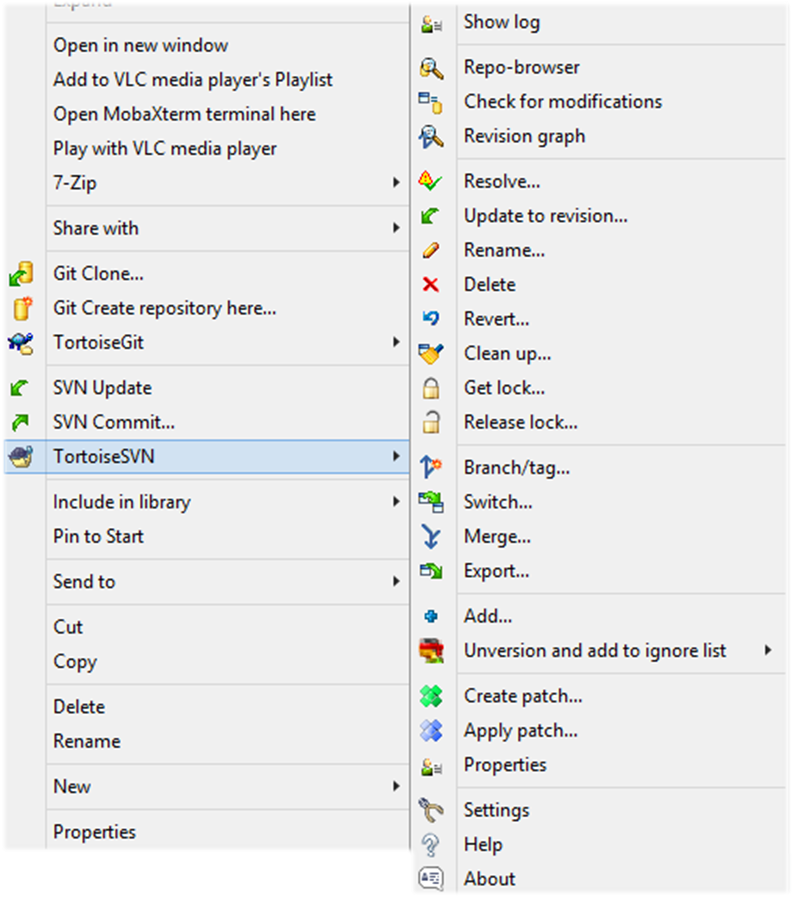 Expand
Open in new window
Add to VLC media player's Playlist
Open MobaXterm terminal here
Play with VLC media player
7-Zip
Share with
Git Clone...
Git Create repository here...
TortoiseGit
SVN Update
SVN Commit...
TortoiseSVN
Include in library
Pin to Start
Send to
Cut
Copy
Delete
Rename
New
Properties
Show log
Repo-browser
Check for modifications
Revision graph
Resolve...
Update to revision...
Rename...
Delete
Revert...
Clean up...
Get lock...
Release lock...
Branch/tag...
Switch...
Merge...
Export...
Add...
Unversion and add to ignore list
Create patch...
Apply patch...
Properties
Settings
Help
About